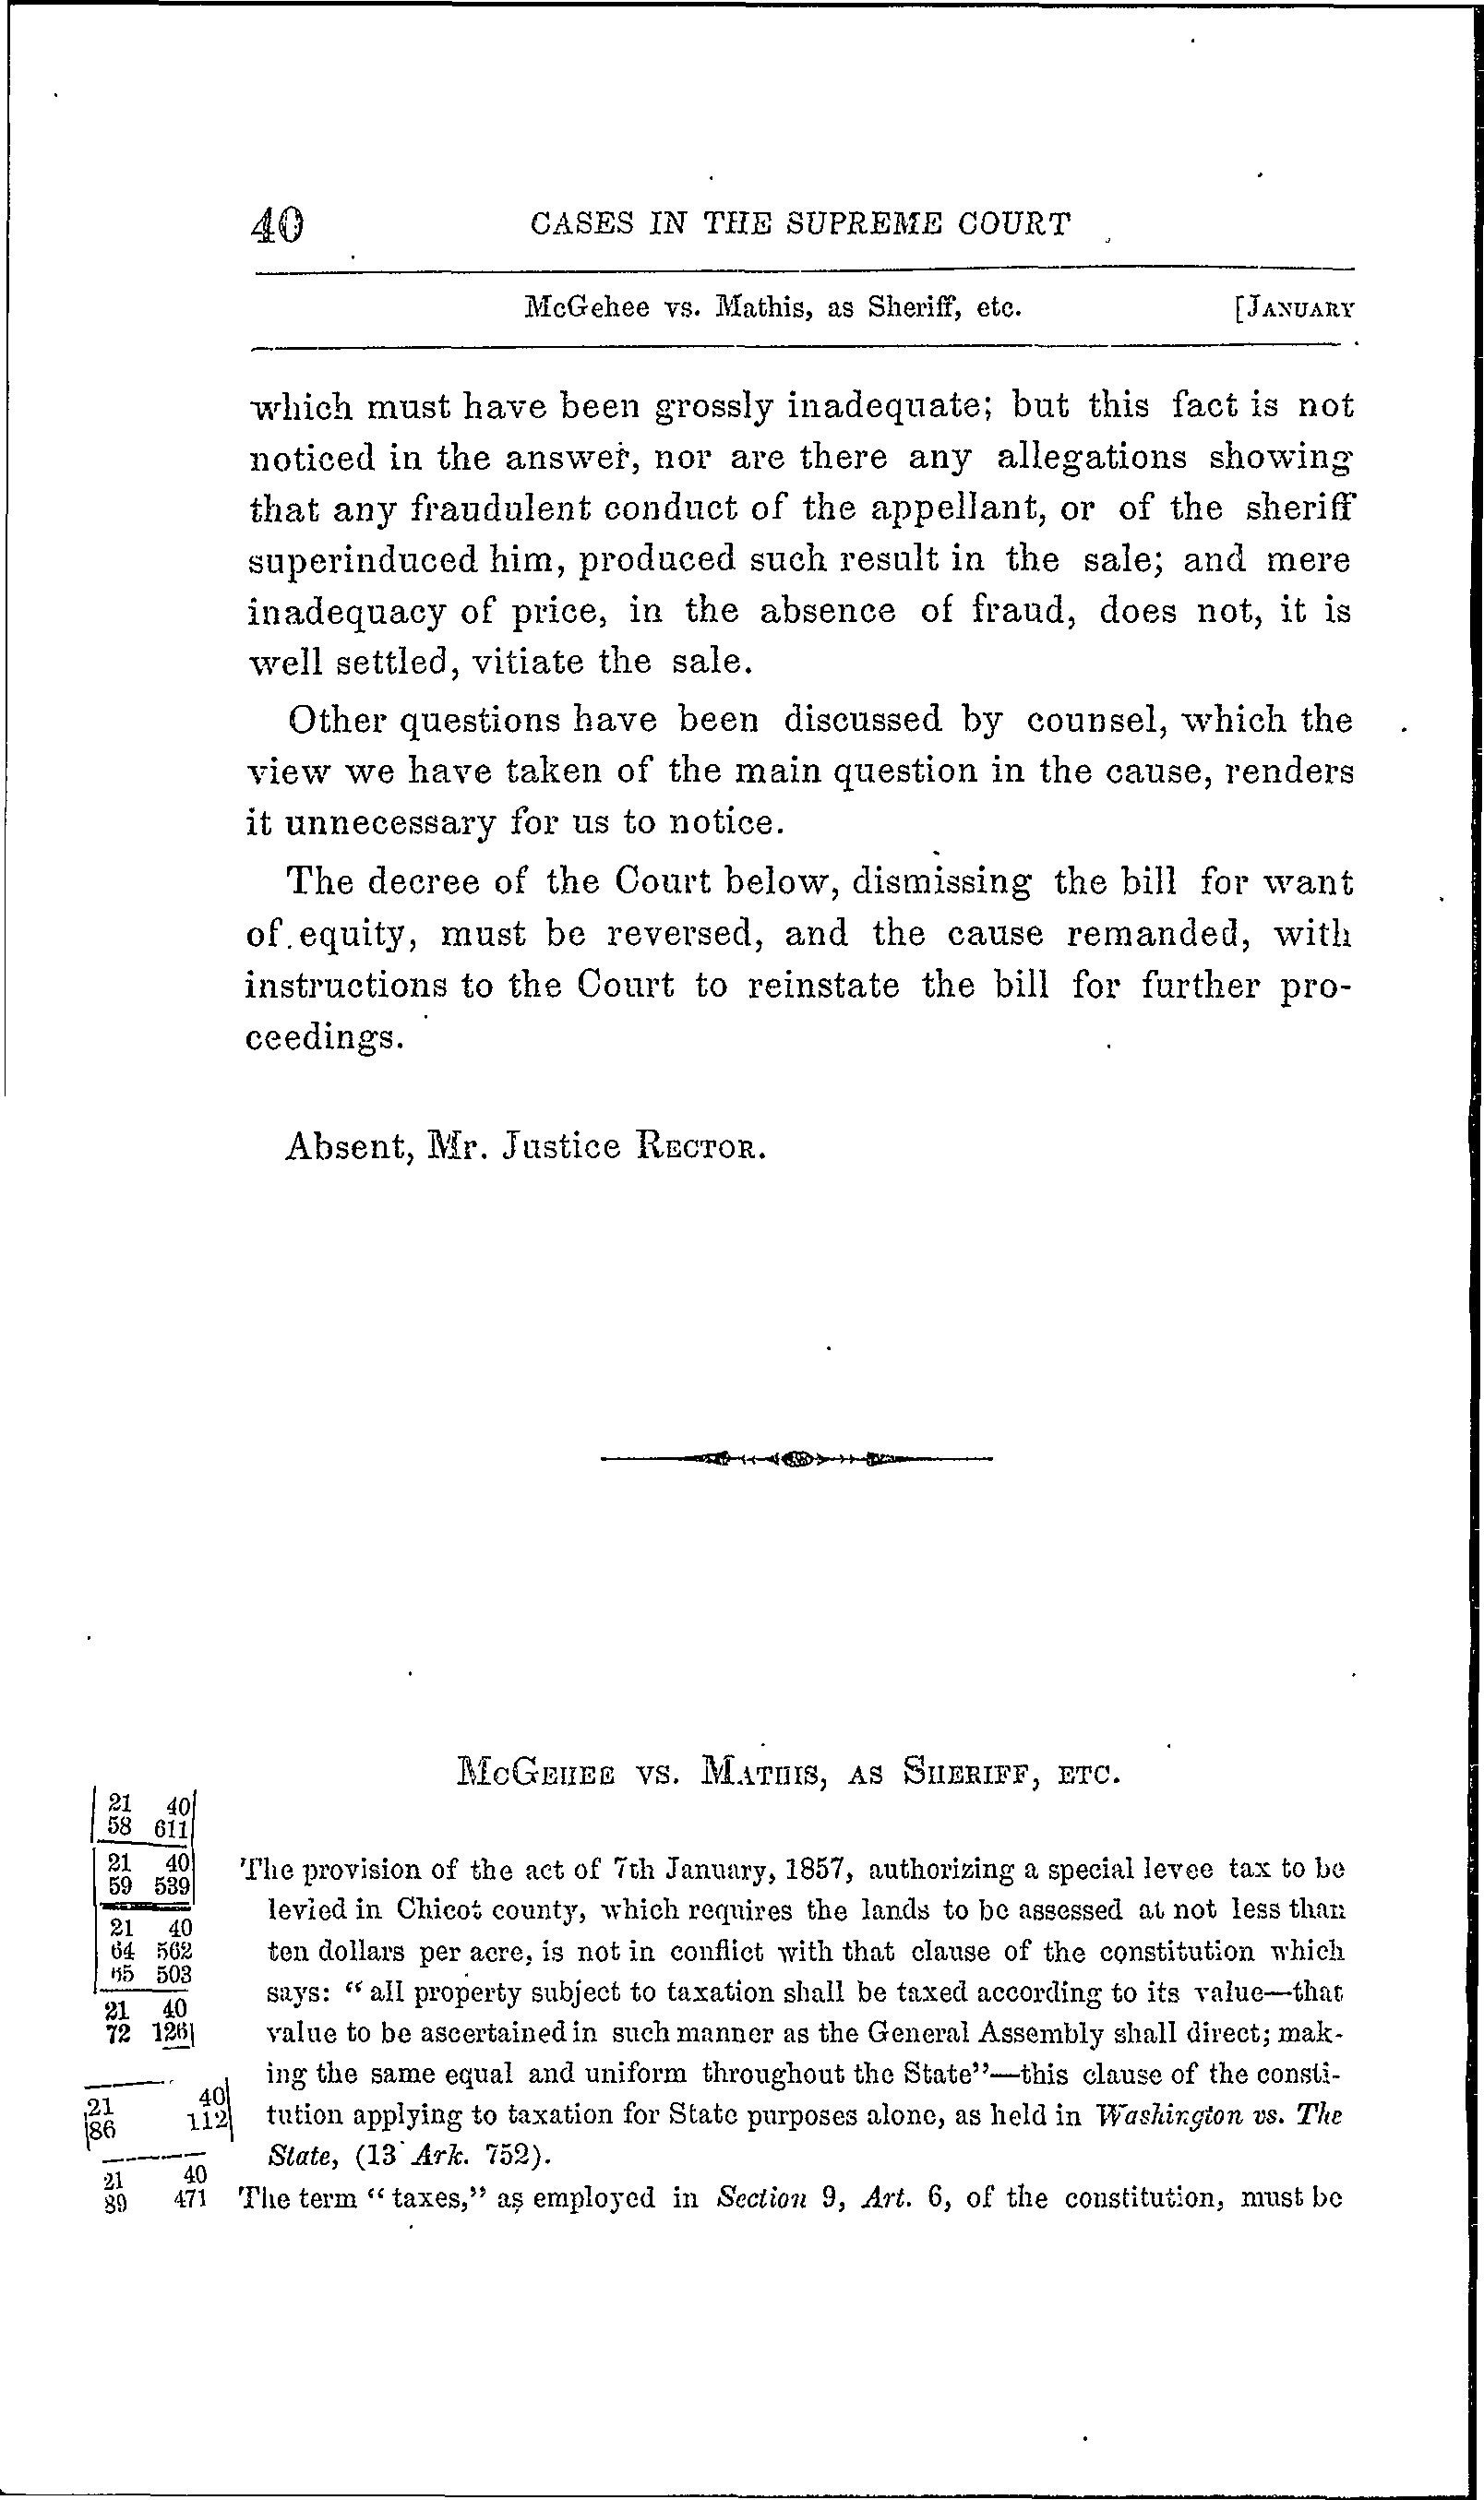 40 CASES IN THE SUPREME COURT
McGehee vs. Mathis, as Sheriff, etc. [JANUARY
which must have been grossly inadequate; but this fact is not
noticed in the answer, nor are there any allegations showing
that any fraudulent conduct of the appellant, or of the sheriff
superinduced him, produced such result in the sale; and mere
inadequacy of price, in the absence of fraud, does not, it is
well settled, vitiate the sale.
Other questions have been discussed by counsel, which the
view we have taken of the main question in the cause, renders
it unnecessary for us to notice.
The decree of the Court below, dismissing the bill for want
of equity, must be reversed, and the cause remanded, with
instructions to the Court to reinstate the bill for further pro-
ceedings.
Absent, Mr. Justice RECTOR.
MCGEHEE VS. MATHIS, AS SHERIFF, ETC.
21 40
58 611
21 40
59 539
21 40
64 562
65 503
21 40
72 126
21 40
86 112
21 40
89 471
The provision of the act of 7th January, 1857, authorizing a special levee tax to be
levied in Chicot county, which requires the lands to be assessed at not less than
ten dollars per acre, is not in conflict with that clause of the constitution which
says: "all property subject to taxation shall be taxed according to its value—that
value to be ascertained in such manner as the General Assembly shall direct; mak-
ing the same equal and uniform throughout the State"—this clause of the consti-
tution applying to taxation for State purposes alone, as held in Washington vs. The
State, (13 Ark. 752).
The term "taxes," as employed in Section 9, Art. 6, of the constitution, must be